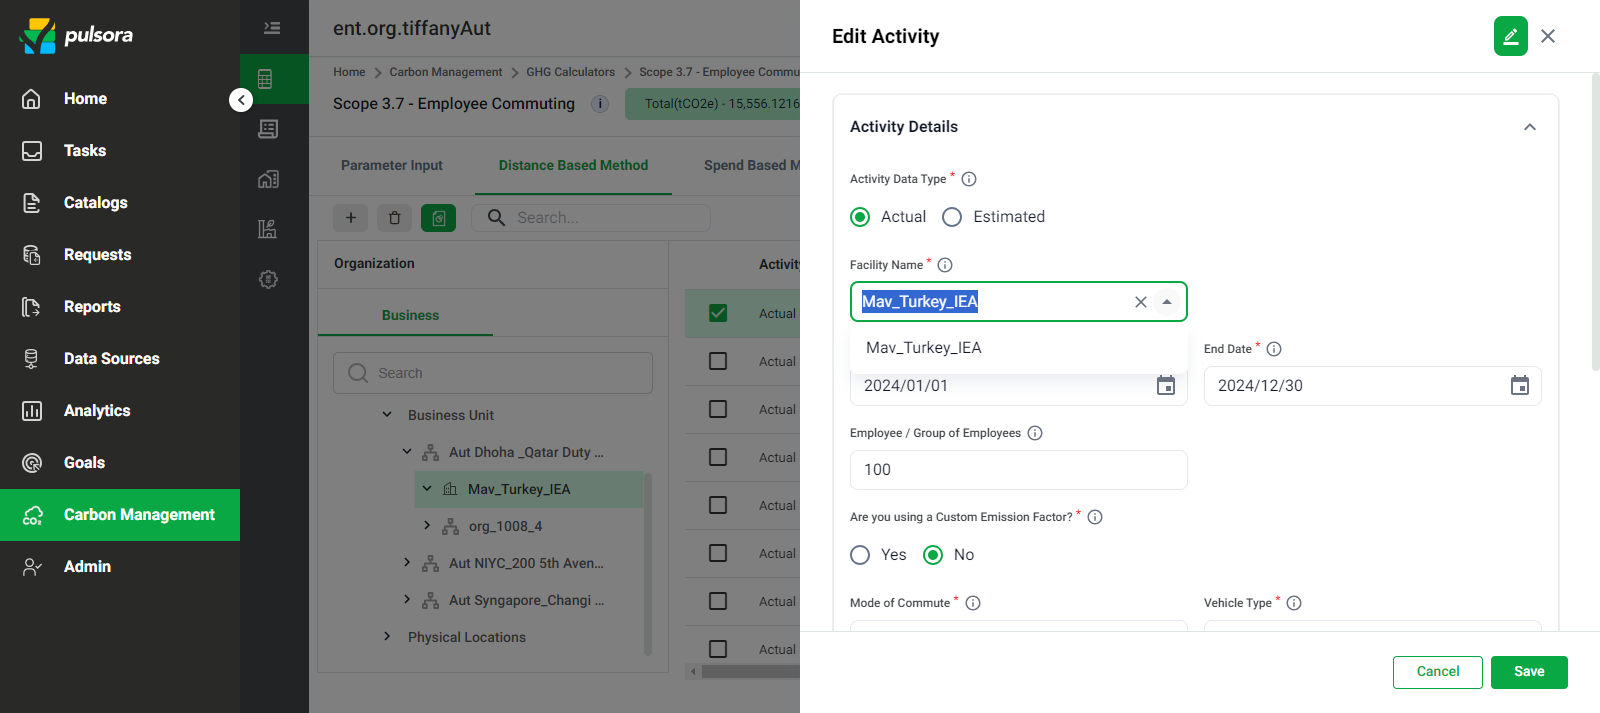 pulsora
Home
Tasks
Catalogs
Requests
Reports
Data Sources
Analytics
Goals
CO₂
Carbon Management
Admin
ent.org.tiffanyAut
Home > Carbon Management > GHG Calculators > Scope 3.7 - Employee Commu
Scope 3.7 - Employee Commuting
Total(tCO2e) - 15,556.1216
Parameter Input
Distance Based Method
Spend Based M
Search...
Organization
Business
Search
Business Unit
Aut Dhoha _Qatar Duty ...
Mav_Turkey_IEA
org_1008_4
Aut NIYC_200 5th Aven...
Aut Syngapore_Changi ...
Physical Locations
Activity
Actual
Actual
Actual
Actual
Actual
Actual
Actual
Actual
Edit Activity
Activity Details
Activity Data Type *
Actual
Estimated
Facility Name *
Mav_Turkey_IEA
Mav_Turkey_IEA
End Date *
2024/01/01
2024/12/30
Employee / Group of Employees
100
Are you using a Custom Emission Factor? *
Yes
No
Mode of Commute *
Vehicle Type *
Cancel
Save